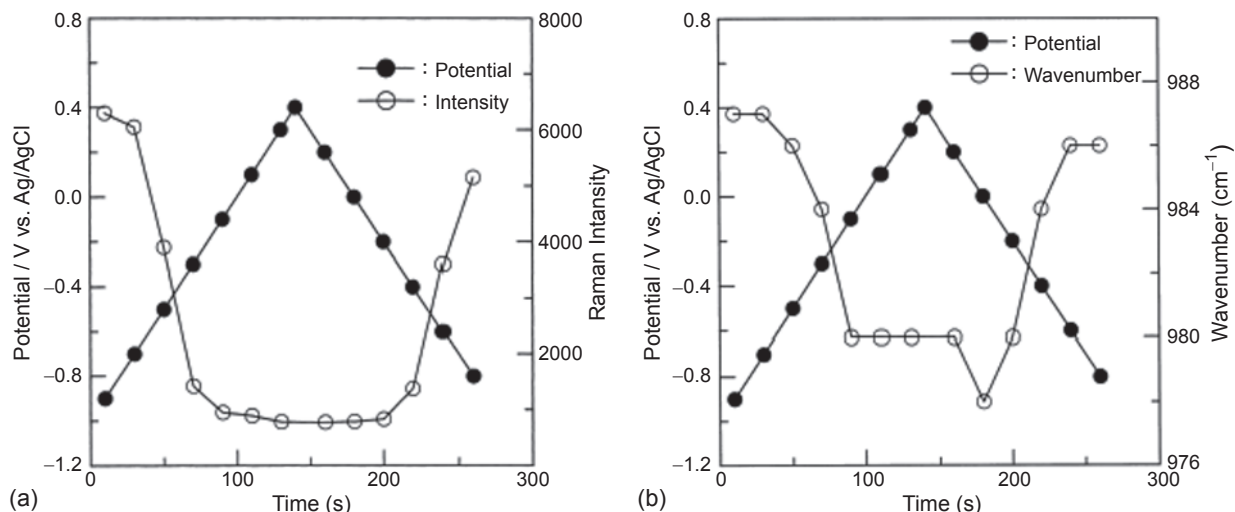 0.8
0.4
0.0
−0.4
−0.8
−1.2
Potential / V vs. Ag/AgCl
: Potential
: Intensity
8000
6000
4000
2000
0
Raman Intansity
0
100
200
300
Time (s)
(a)
0.8
0.4
0.0
−0.4
−0.8
−1.2
Potential / V vs. Ag/AgCl
: Potential
: Wavenumber
988
984
980
976
Wavenumber (cm⁻¹)
0
100
200
300
Time (s)
(b)